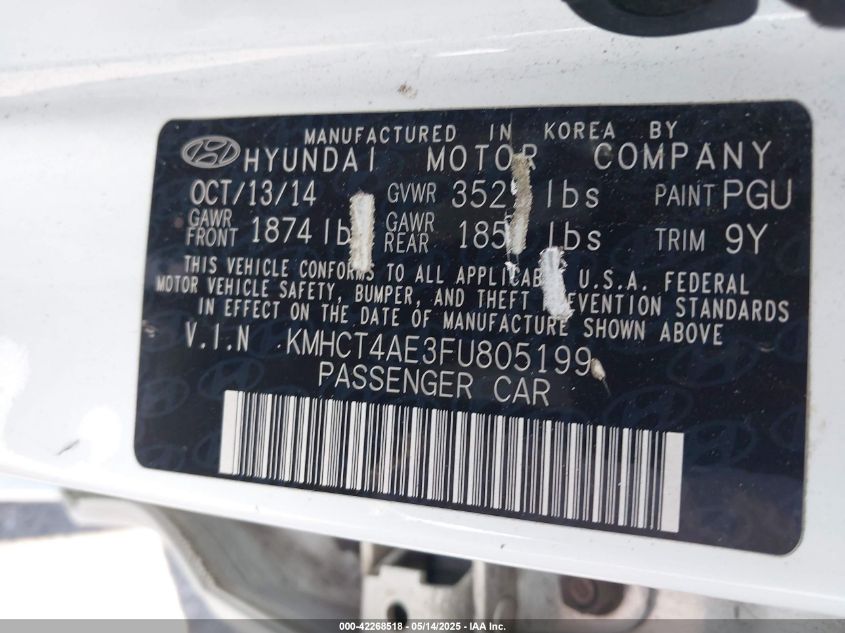 MANUFACTURED IN KOREA BY
HYUNDAI MOTOR COMPANY
OCT/13/14 GVWR lbs PAINT PGU
GAWR FRONT 1874 GAWR REAR lbs TRIM 9Y
THIS VEHICLE CONFORMS TO ALL U.S.A. FEDERAL
MOTOR VEHICLE SAFETY, BUMPER, AND THEFT STANDARDS
IN EFFECT ON THE DATE OF MANUFACTURE SHOWN ABOVE
V.I.N KMHCT4AE3FU805199
PASSENGER CAR
000-42268518 - 05/14/2025 - IAA Inc.